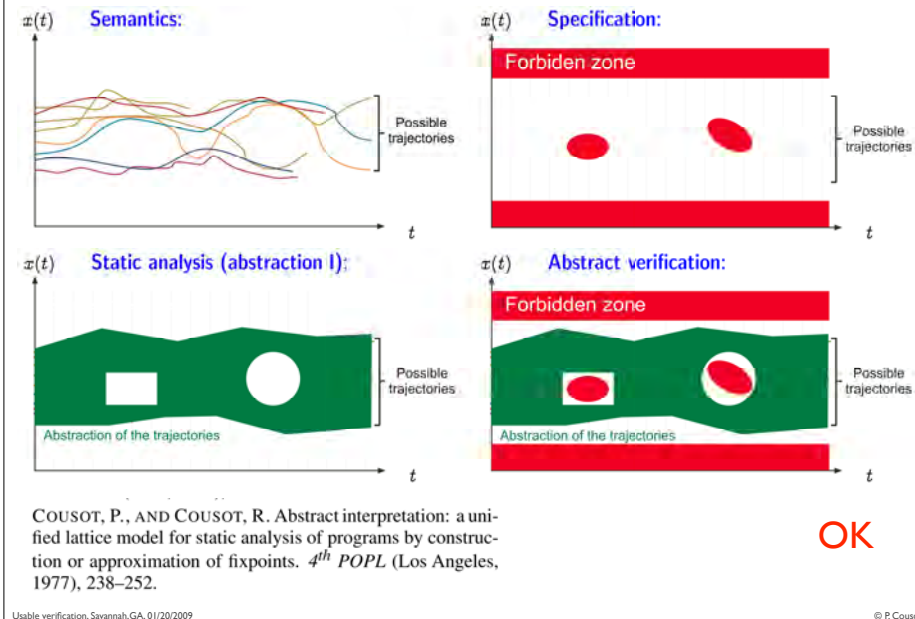 x(t) Semantics:
Possible
trajectories
t
x(t) Specification:
Forbiden zone
Possible
trajectories
t
x(t) Static analysis (abstraction I):
Possible
trajectories
Abstraction of the trajectories
t
x(t) Abstract verification:
Forbidden zone
Possible
trajectories
Abstraction of the trajectories
t
COUSOT, P., AND COUSOT, R. Abstract interpretation: a uni-
fied lattice model for static analysis of programs by construc-
tion or approximation of fixpoints. 4th POPL (Los Angeles,
1977), 238–252.
OK
Usable verification, Savannah, GA, 01/20/2009
© P. Cousot